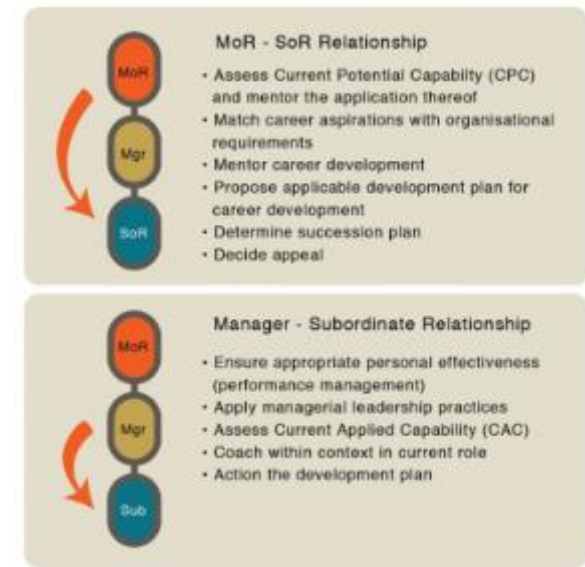 MoR - SoR Relationship
MoR
Mgr
SoR
• Assess Current Potential Capabilty (CPC)
and mentor the application thereof
• Match career aspirations with organisational
requirements
• Mentor career development
• Propose applicable development plan for
career development
• Determine succession plan
• Decide appeal
Manager - Subordinate Relationship
MoR
Mgr
Sub
• Ensure appropriate personal effectiveness
(performance management)
• Apply managerial leadership practices
• Assess Current Applied Capability (CAC)
• Coach within context in current role
• Action the development plan